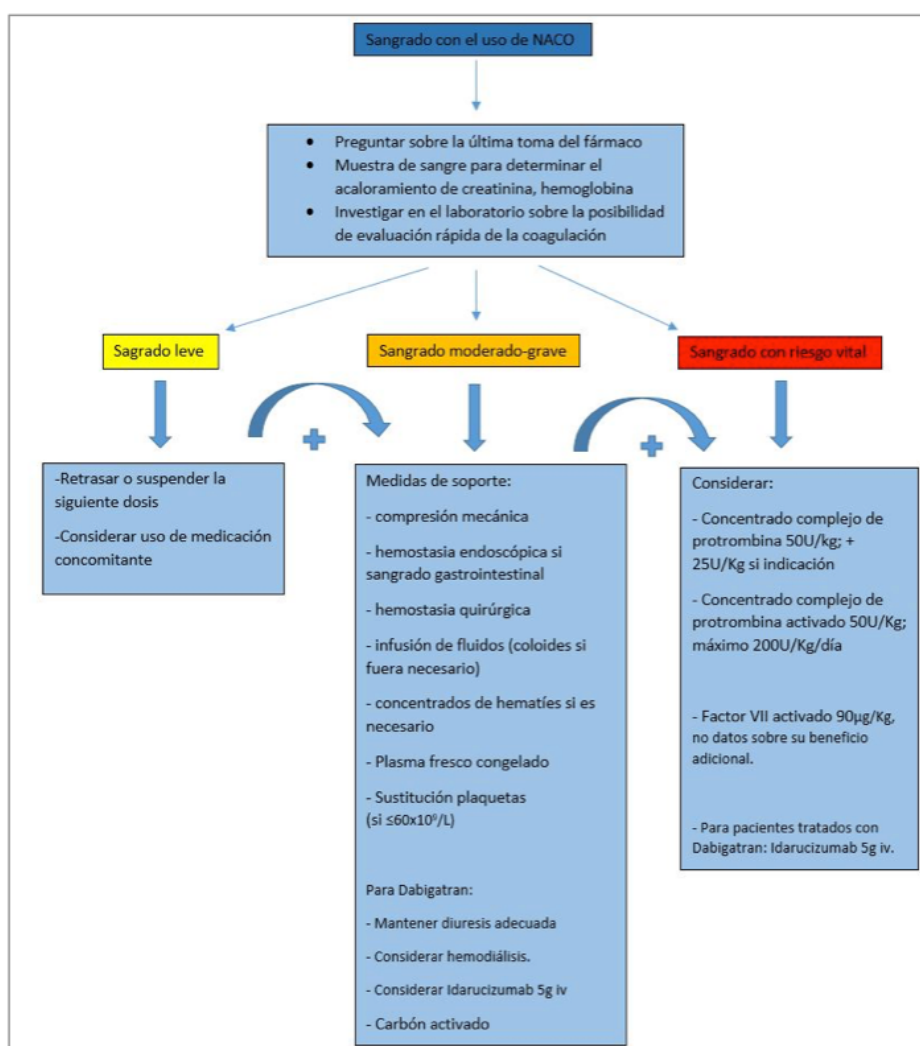 Sangrado con el uso de NACO
• Preguntar sobre la última toma del fármaco
• Muestra de sangre para determinar el
acaloramiento de creatinina, hemoglobina
• Investigar en el laboratorio sobre la posibilidad
de evaluación rápida de la coagulación
Sagrado leve
Sangrado moderado-grave
Sangrado con riesgo vital
-Retrasar o suspender la
siguiente dosis
-Considerar uso de medicación
concomitante
Medidas de soporte:
- compresión mecánica
- hemostasia endoscópica si
sangrado gastrointestinal
- hemostasia quirúrgica
- infusión de fluidos (coloides si
fuera necesario)
- concentrados de hematíes si es
necesario
- Plasma fresco congelado
- Sustitución plaquetas
(si ≤60x10⁹/L)
Para Dabigatran:
- Mantener diuresis adecuada
- Considerar hemodiálisis.
- Considerar Idarucizumab 5g iv
- Carbón activado
Considerar:
- Concentrado complejo de
protrombina 50U/kg; +
25U/Kg si indicación
- Concentrado complejo de
protrombina activado 50U/Kg;
máximo 200U/Kg/día
- Factor VII activado 90µg/Kg,
no datos sobre su beneficio
adicional.
- Para pacientes tratados con
Dabigatran: Idarucizumab 5g iv.